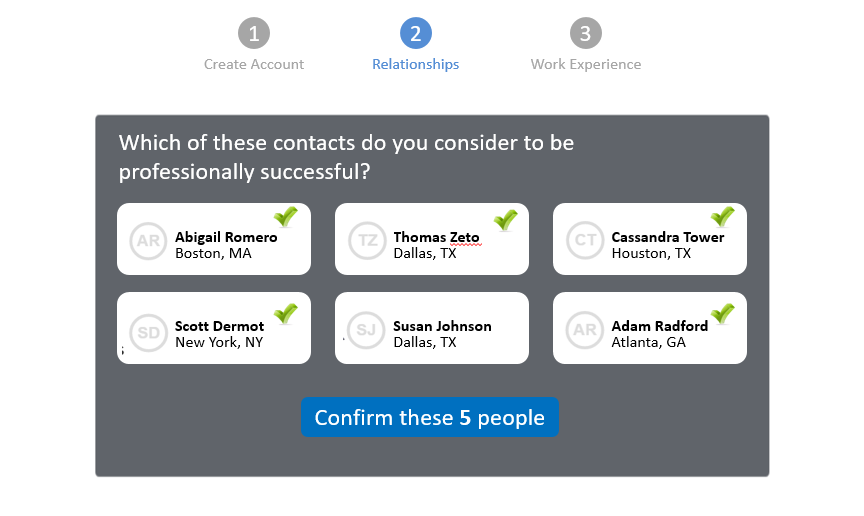 1 2 3
Create Account Relationships Work Experience
Which of these contacts do you consider to be
professionally successful?
AR Abigail Romero
Boston, MA
TZ Thomas Zeto
Dallas, TX
CT Cassandra Tower
Houston, TX
SD Scott Dermot
New York, NY
;
SJ Susan Johnson
Dallas, TX
AR Adam Radford
Atlanta, GA
Confirm these 5 people